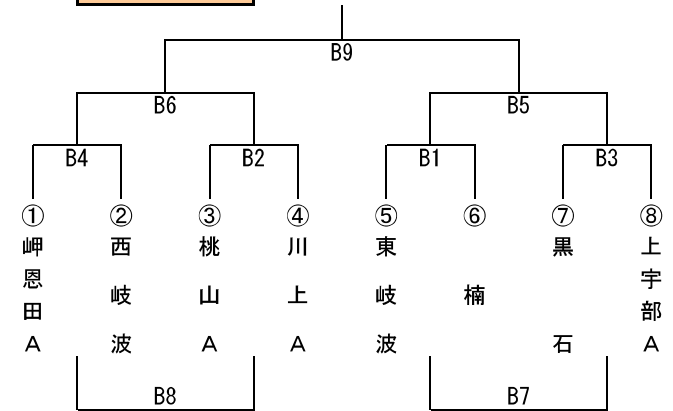 B9
B6
B5
B4
B2
B1
B3
①
②
③
④
⑤
⑥
⑦
⑧
岬恩田A
西岐波
桃山A
川上A
東岐波
楠
黒石
上宇部A
B8
B7